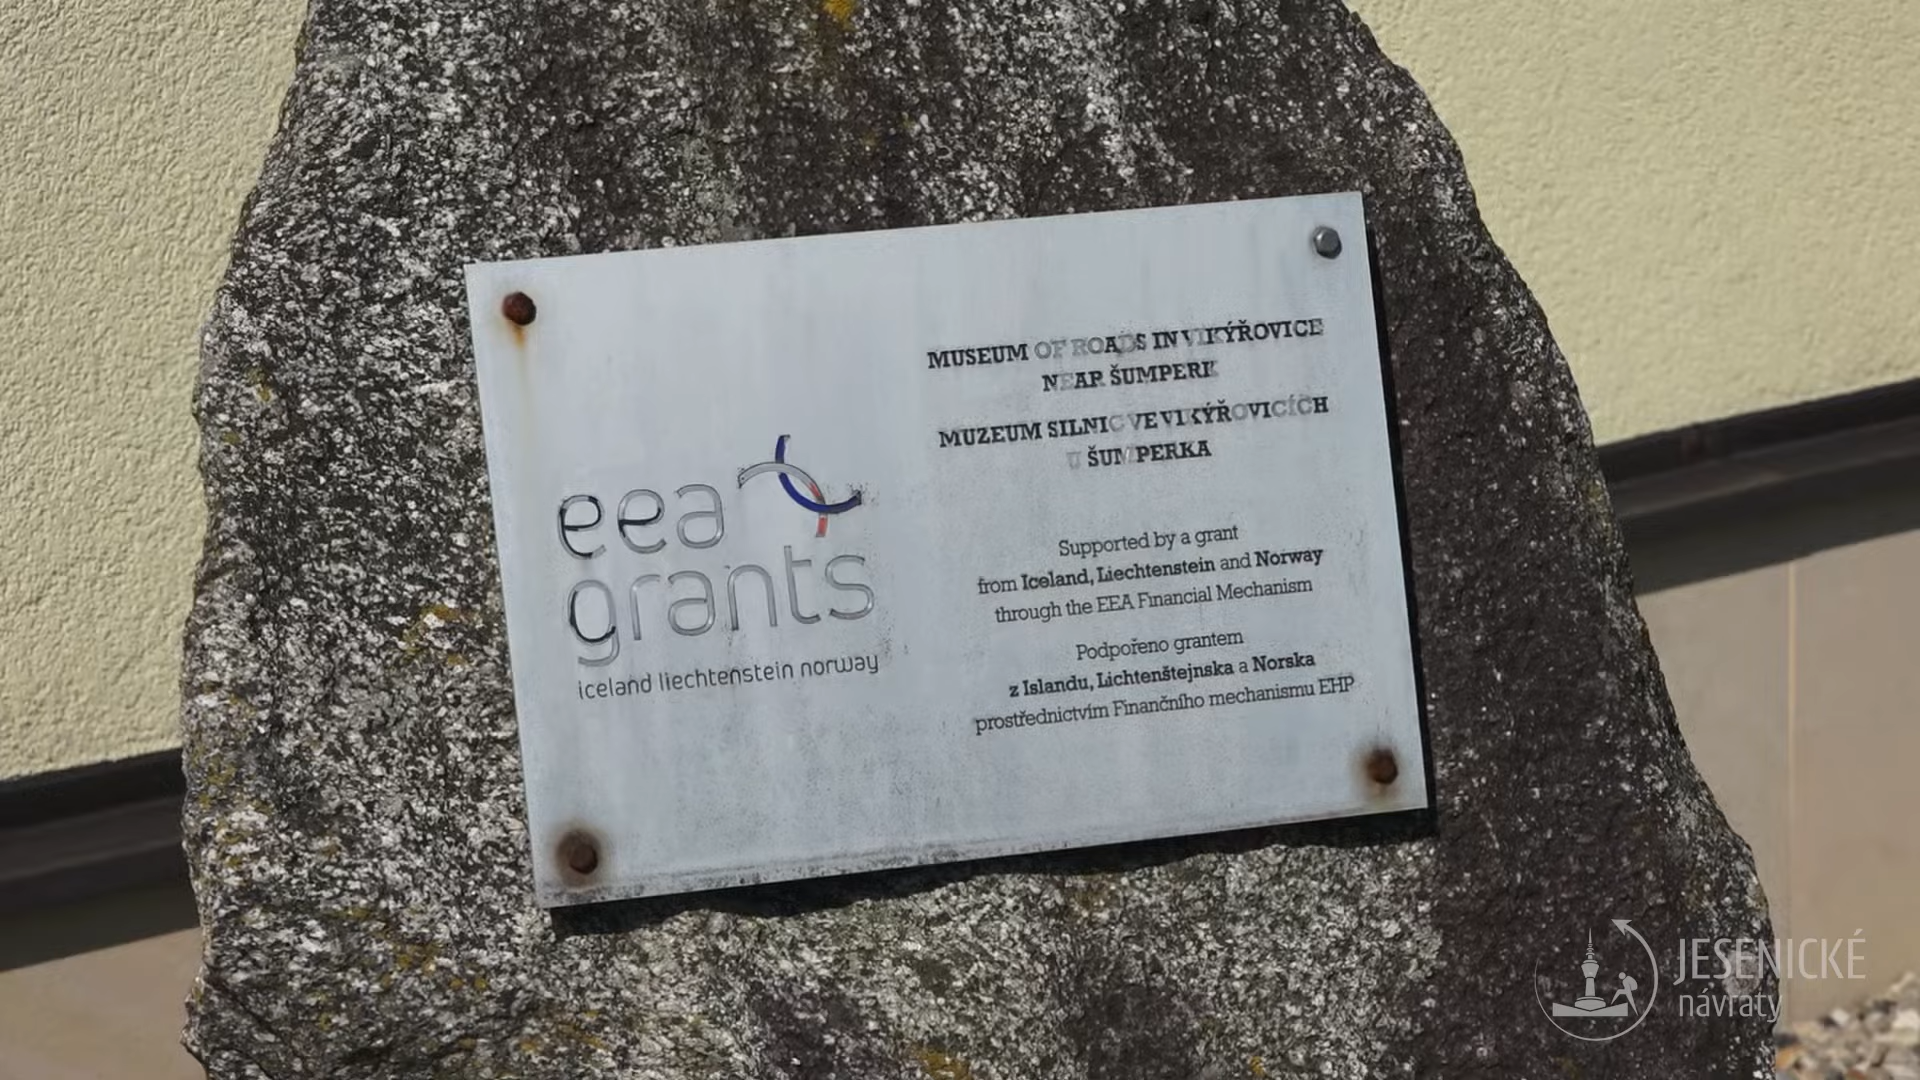 MUSEUM OF ROADS IN VIKÝŘOVICE
NEAR ŠUMPERK
MUZEUM SILNIC VE VIKÝŘOVICÍCH
U ŠUMPERKA
eea
grants
iceland liechtenstein norway
Supported by a grant
from Iceland, Liechtenstein and Norway
through the EEA Financial Mechanism
Podpořeno grantem
z Islandu, Lichtenštejnska a Norska
prostřednictvím Finančního mechanismu EHP
JESENICKÉ
návraty